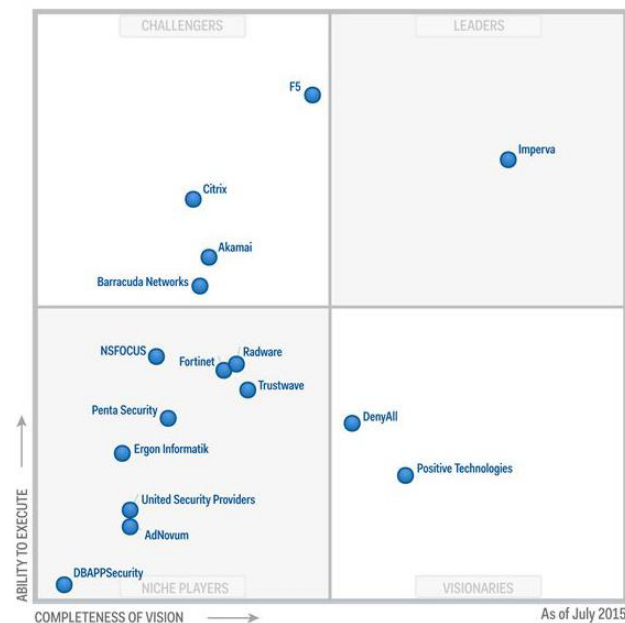 CHALLENGERS
LEADERS
F5
Imperva
Citrix
Akamai
Barracuda Networks
NSFOCUS
Fortinet
Radware
Trustwave
Penta Security
DenyAll
Ergon Informatik
Positive Technologies
United Security Providers
AdNovum
DBAPPSecurity
NICHE PLAYERS
VISIONARIES
ABILITY TO EXECUTE
COMPLETENESS OF VISION
As of July 2015